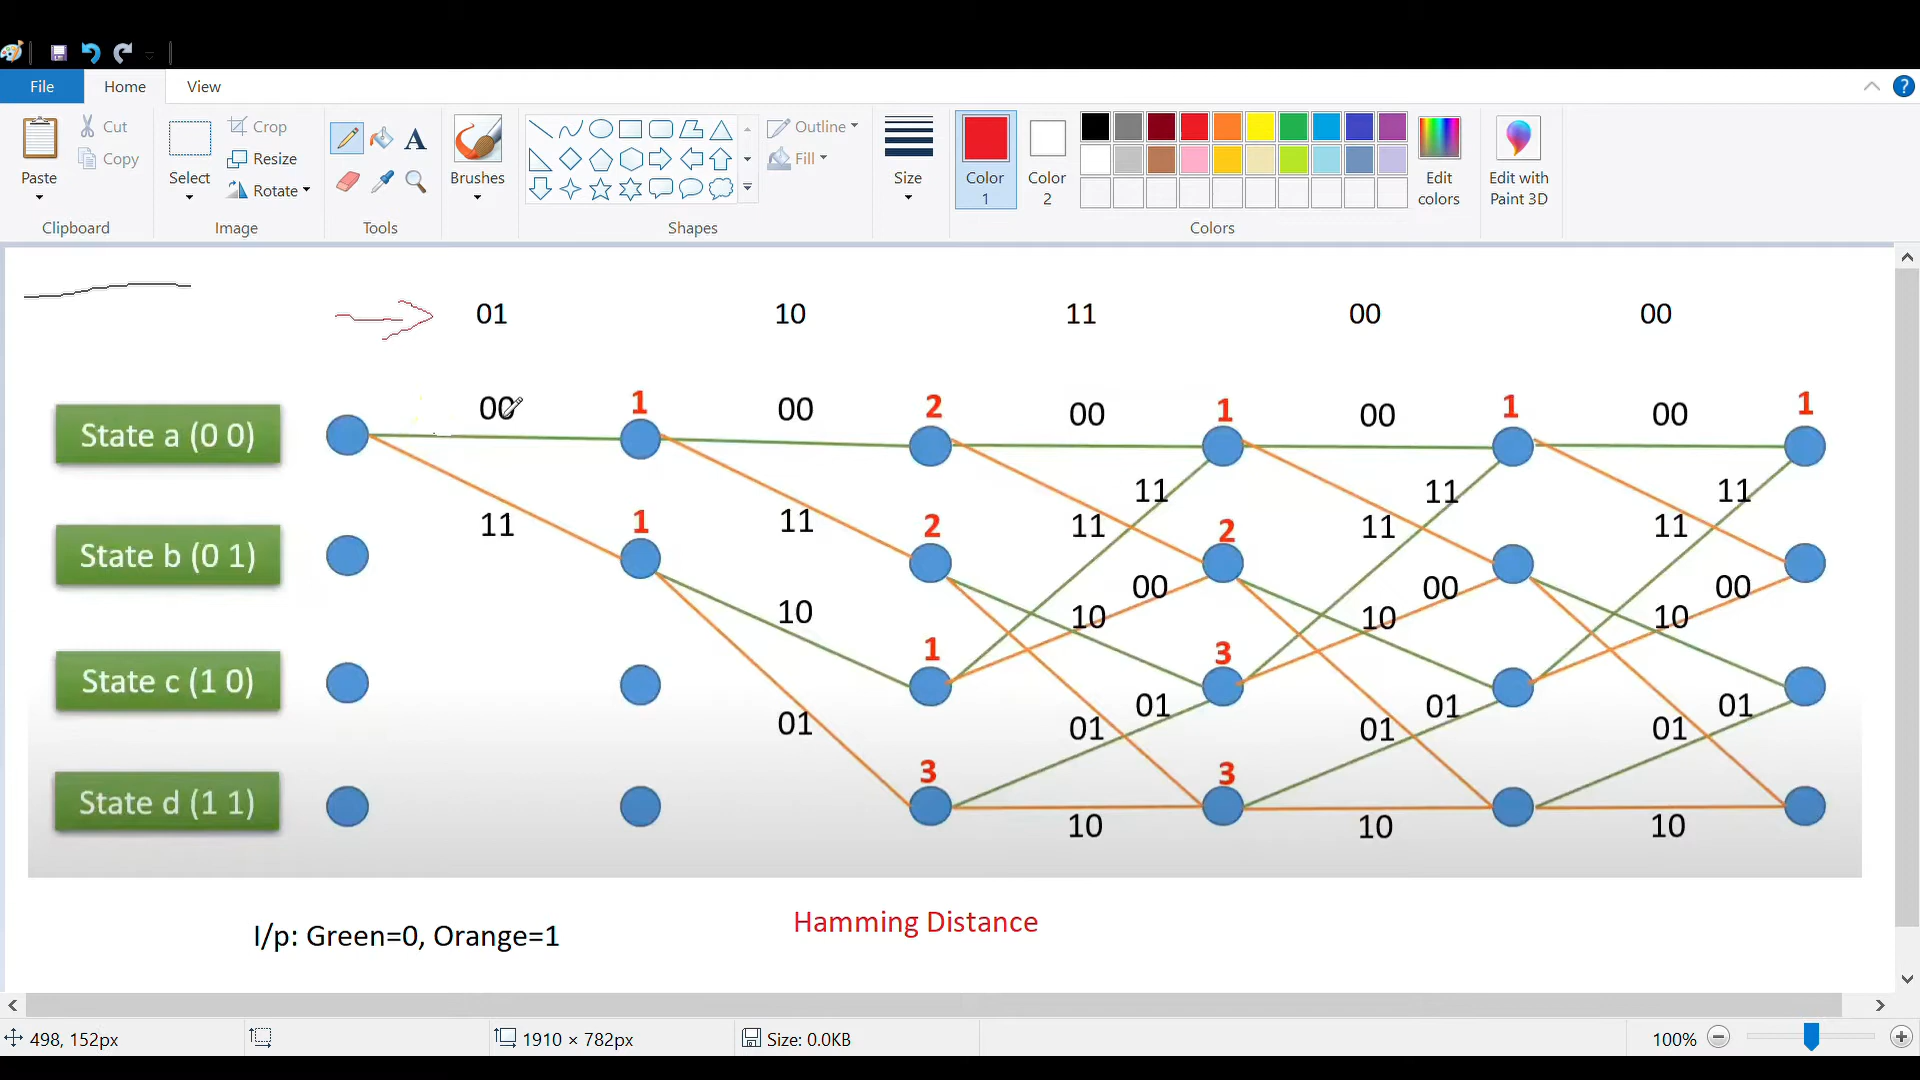 File Home View
Paste
Cut
Copy
Clipboard
Select
Crop
Resize
Rotate
Image
A
Tools
Brushes
Shapes
Outline
Fill
Size
Color 1
Color 2
Edit colors
Colors
Edit with Paint 3D
?
01 10 11 00 00
00 1 00 2 00 1 00 1 00 1
State a (0 0)
11 11 11
11 1 11 2 11 2 11 11
State b (0 1)
00 00 00
10 10 10 10
1 3
State c (1 0)
01 01 01
01 01 01 01
3 3
State d (1 1)
10 10 10
I/p: Green=0, Orange=1
Hamming Distance
498, 152px
1910 × 782px
Size: 0.0KB
100%